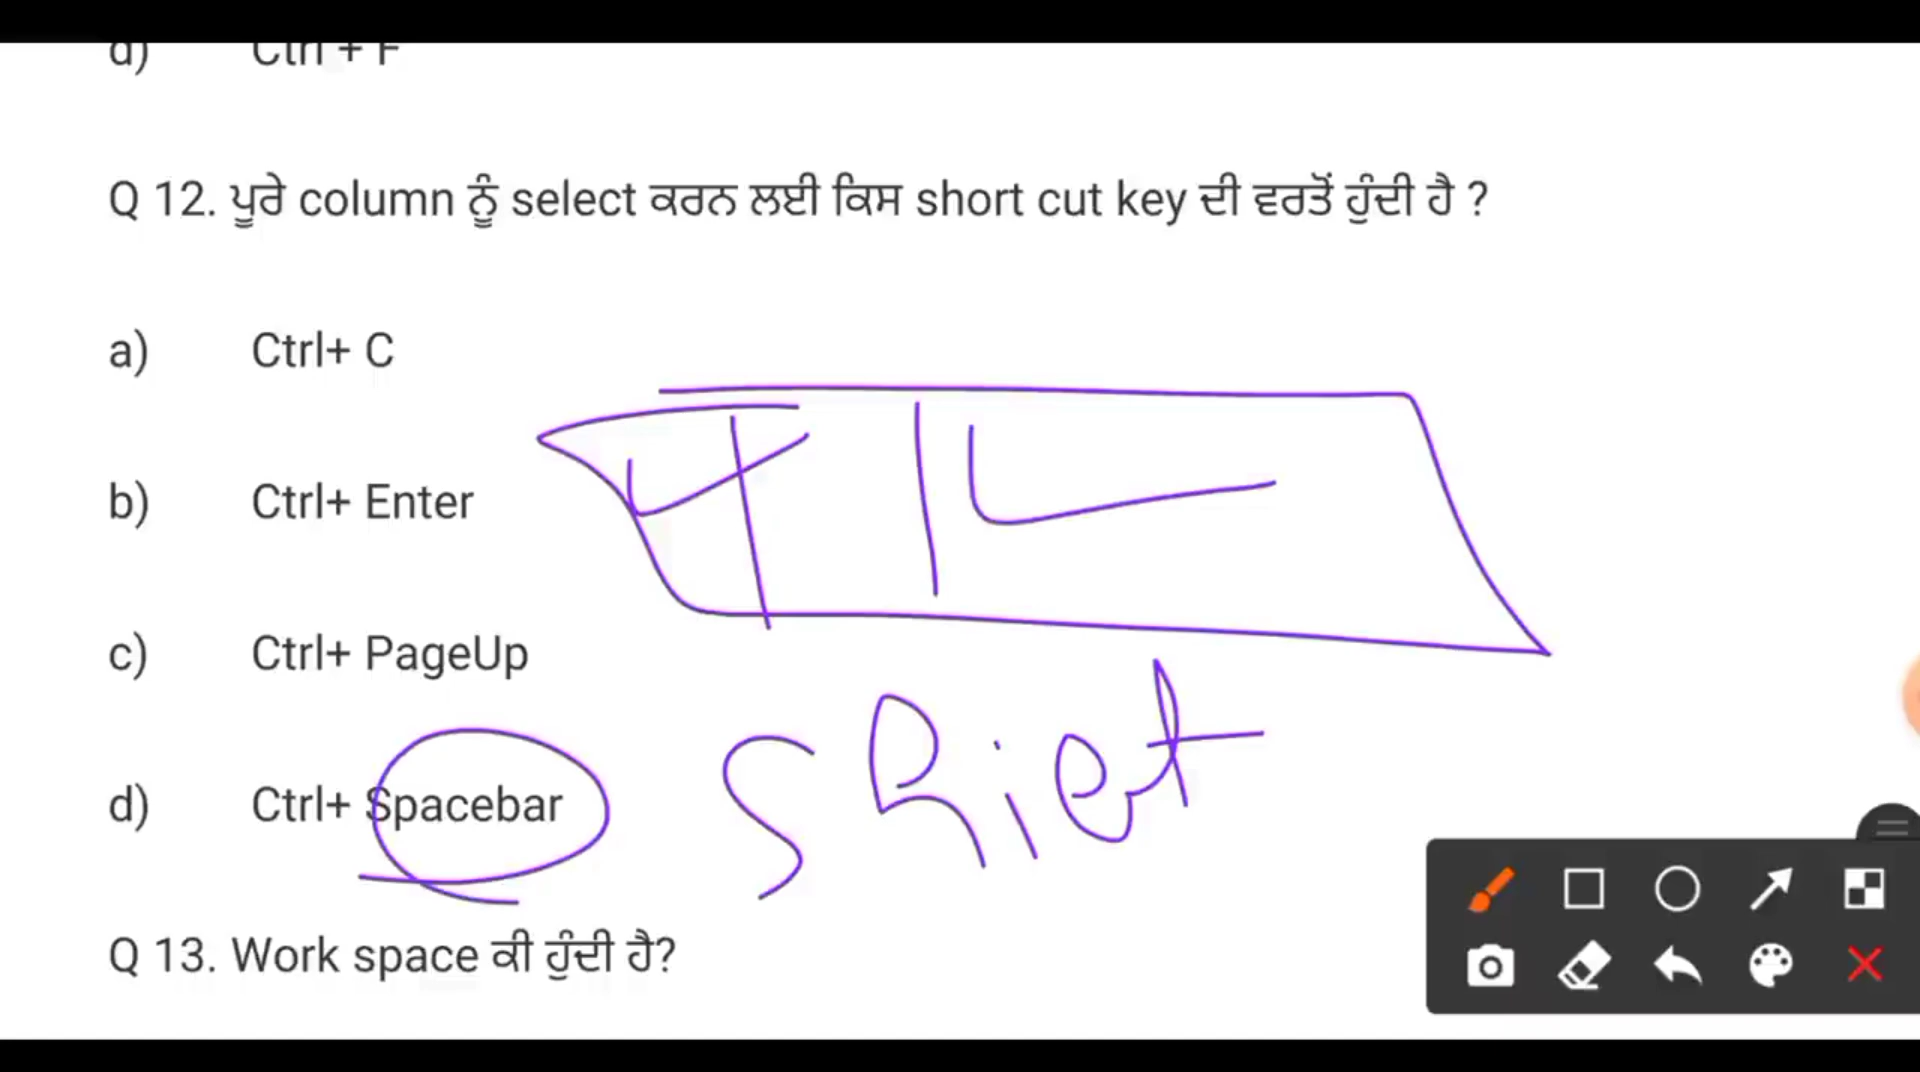 d) Ctrl + F
Q 12. ਪੂਰੇ column ਨੂੰ select ਕਰਨ ਲਈ ਕਿਸ short cut key ਦੀ ਵਰਤੋਂ ਹੁੰਦੀ ਹੈ ?
a) Ctrl+ C
b) Ctrl+ Enter
c) Ctrl+ PageUp
d) Ctrl+ Spacebar
Q 13. Work space ਕੀ ਹੁੰਦੀ ਹੈ?